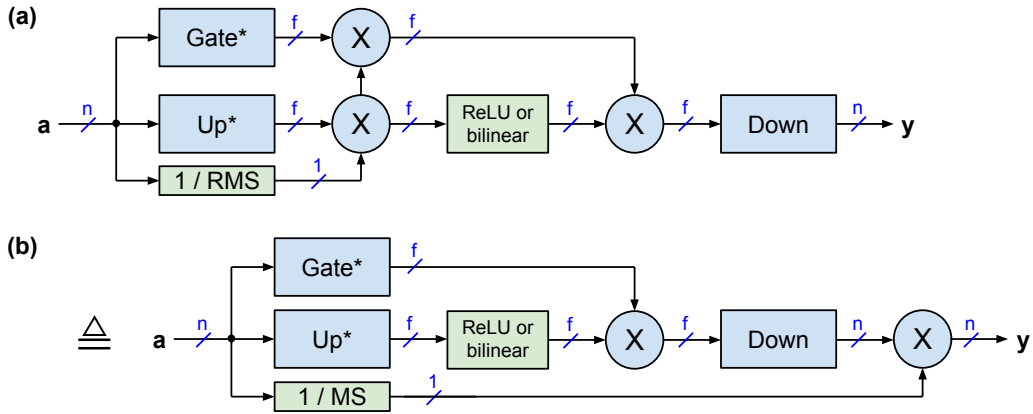 (a)
f
f
Gate*
X
n
f
f
f
f
n
a
Up*
X
ReLU or
bilinear
X
Down
y
1 / RMS
1
(b)
f
Gate*
n
f
f
f
n
n
≜
a
Up*
ReLU or
bilinear
X
Down
X
y
1 / MS
1